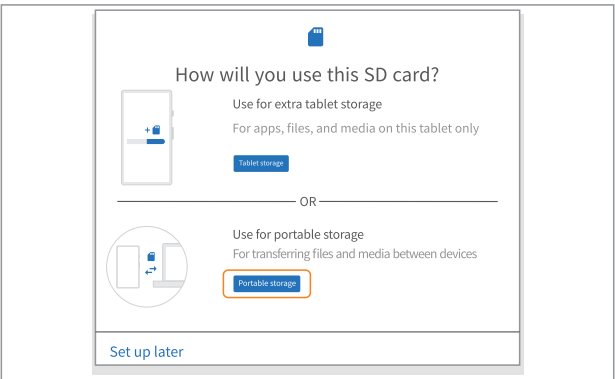 How will you use this SD card?
Use for extra tablet storage
For apps, files, and media on this tablet only
Tablet storage
OR
Use for portable storage
For transferring files and media between devices
Portable storage
Set up later